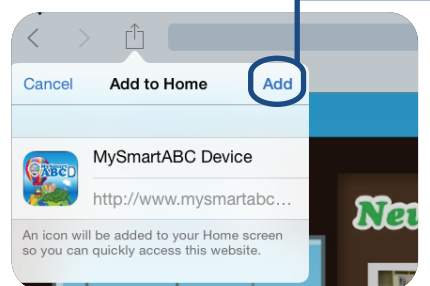 Cancel Add to Home Add
ABCD
MySmartABC Device
http://www.mysmartabc...
An icon will be added to your Home screen
so you can quickly access this website.